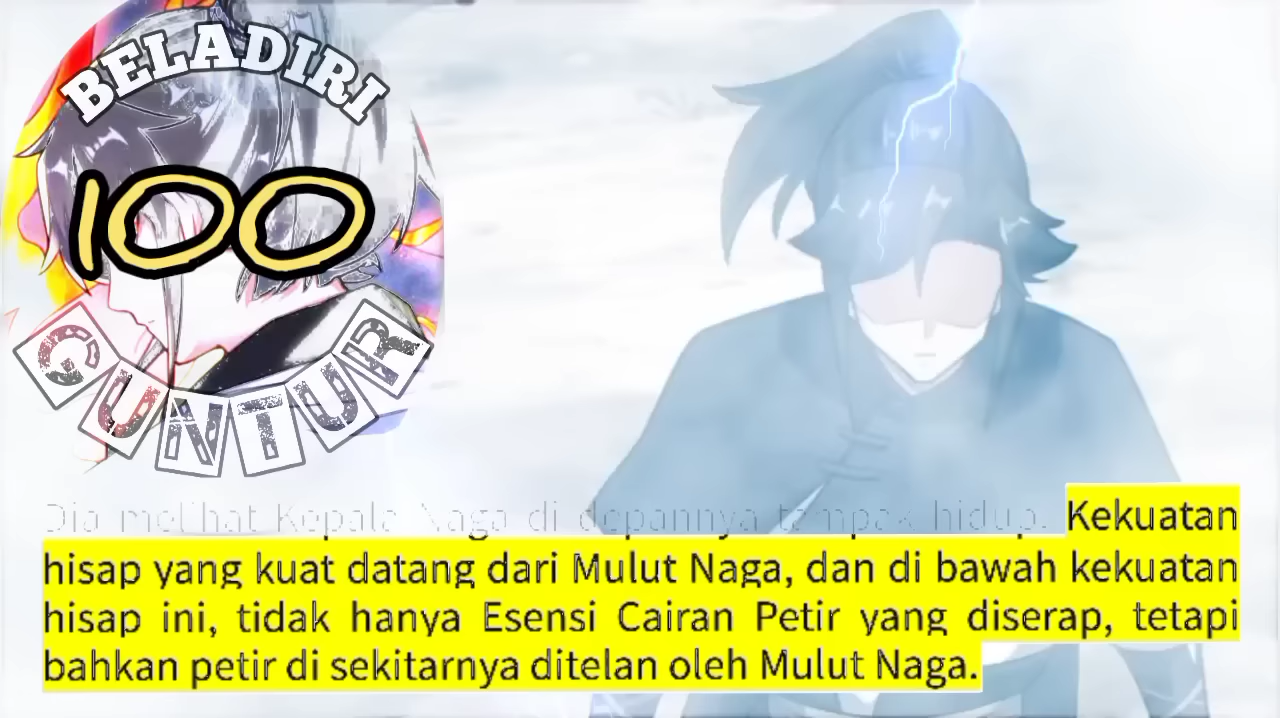 BELADIRI
100
GUNTUR
Dia melihat Kepala Naga di depannya tampak hidup. Kekuatan
hisap yang kuat datang dari Mulut Naga, dan di bawah kekuatan
hisap ini, tidak hanya Esensi Cairan Petir yang diserap, tetapi
bahkan petir di sekitarnya ditelan oleh Mulut Naga.